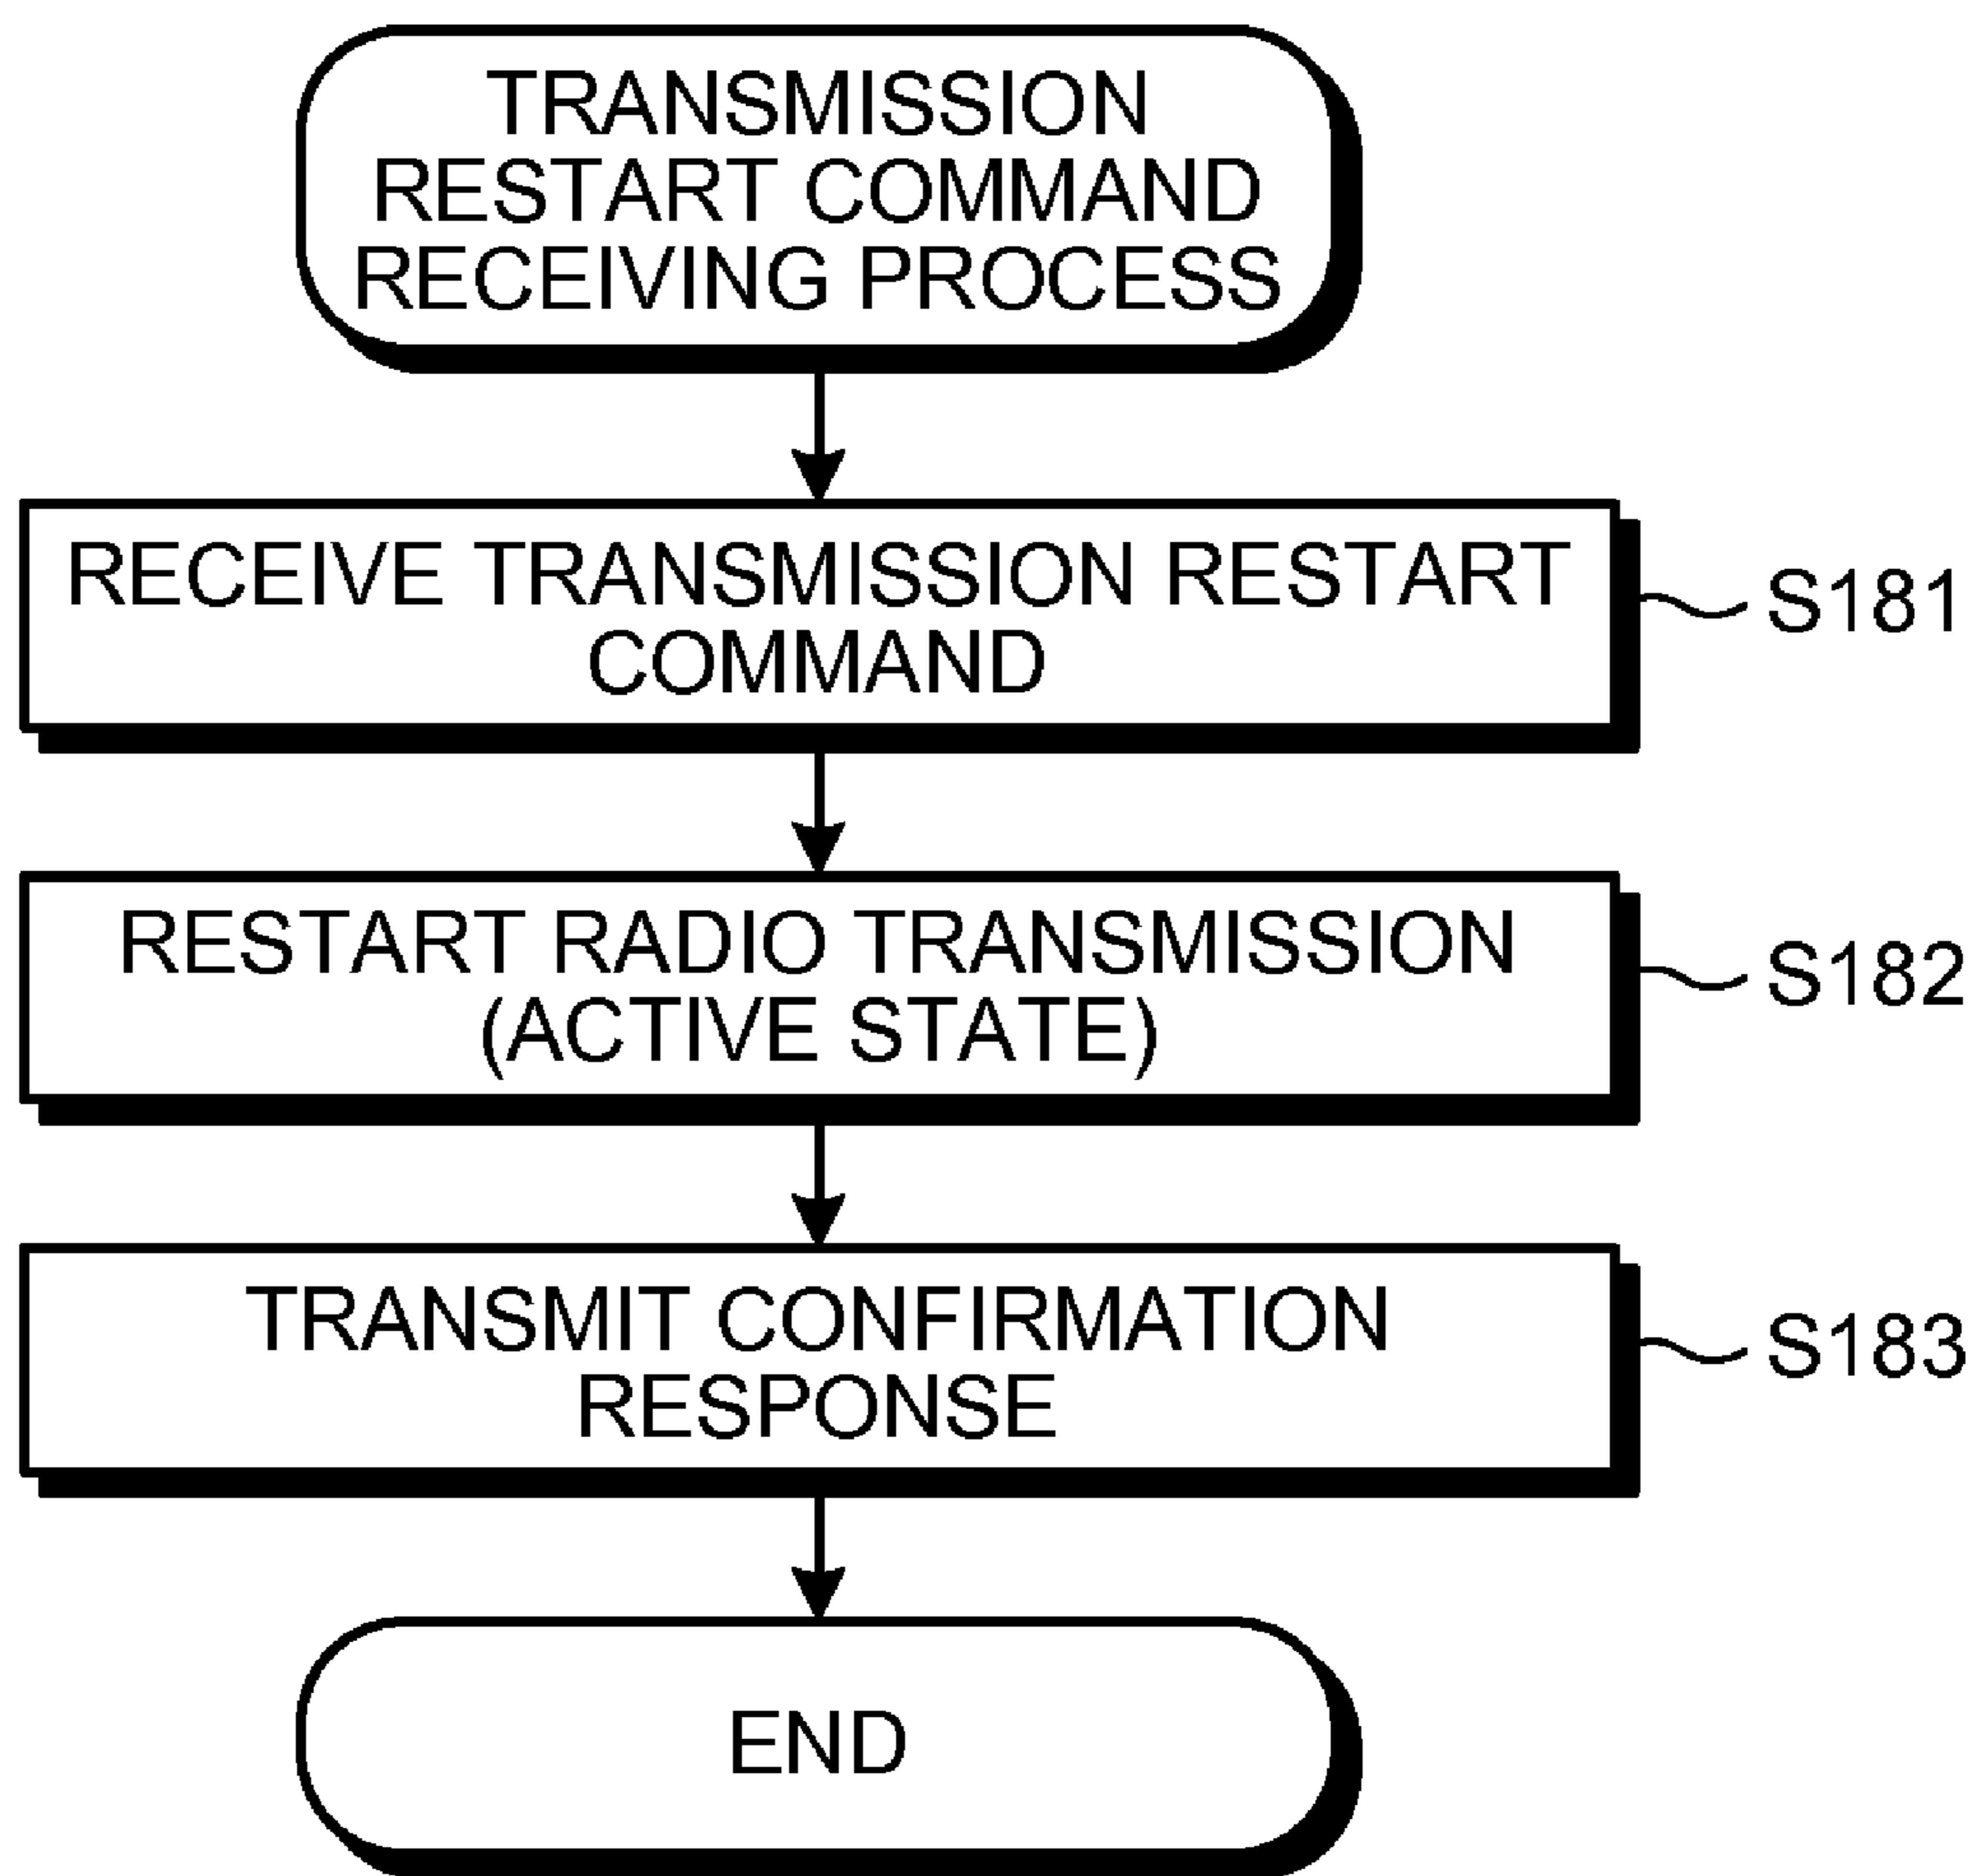 TRANSMISSION
RESTART COMMAND
RECEIVING PROCESS
RECEIVE TRANSMISSION RESTART
COMMAND
S181
RESTART RADIO TRANSMISSION
(ACTIVE STATE)
S182
TRANSMIT CONFIRMATION
RESPONSE
S183
END